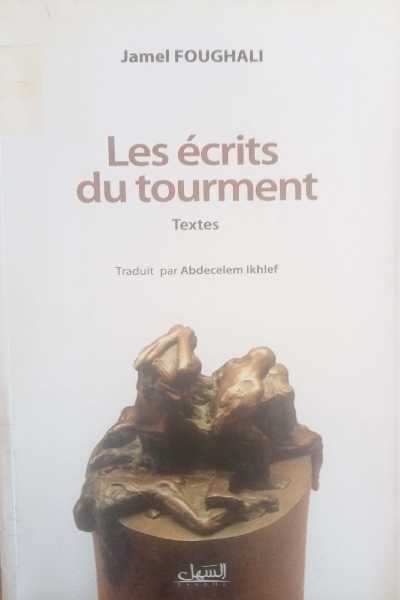 Jamel FOUGHALI
Les écrits
du tourment
Textes
Traduit par Abdecelem Ikhlef
السهل